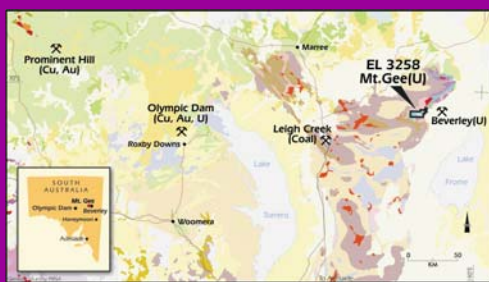 Prominent Hill
(Cu, Au)
Marree
EL 3258
Mt.Gee(U)
Olympic Dam
(Cu, Au, U)
Beverley(U)
Roxby Downs
Leigh Creek
(Coal)
Lake
Lake
Frome
Woomera
Torrens
SOUTH
AUSTRALIA
Mt. Gee
Olympic Dam
Beverley
Honeymoon
Adelaide
0
50
KM